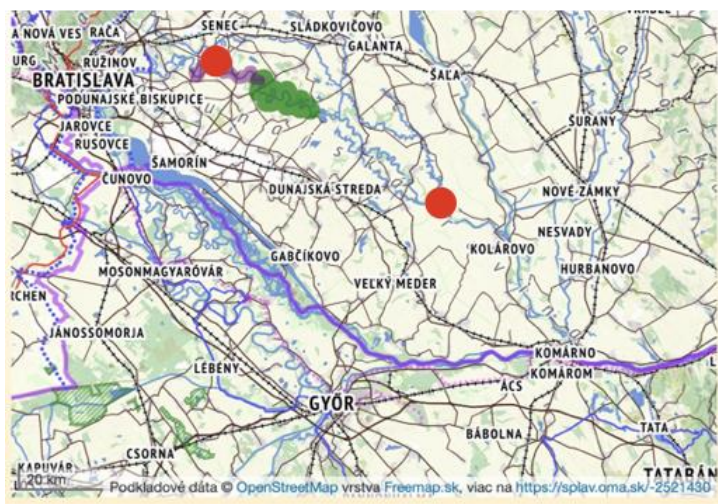 SENEC
SLÁDKOVIČOVO
A NOVÁ VES
RAČA
GALANTA
URG
RUŽINOV
BRATISLAVA
ŠAĽA
PODUNAJSKÉ BISKUPICE
ŠURANY
JAROVCE
RUSOVCE
ŠAMORÍN
ČUNOVO
DUNAJSKÁ STREDA
NOVÉ ZÁMKY
NESVADY
KOLÁROVO
GABČÍKOVO
HURBANOVO
MOSONMAGYARÓVÁR
VEĽKÝ MEDER
RCHEN
JÁNOSSOMORJA
KOMÁRNO
LÉBÉNY
KOMÁROM
ÁCS
GYŐR
BÁBOLNA
TATA
CSORNA
KAPUVÁR
TATABÁN
20 km
Podkladové dáta © OpenStreetMap vrstva Freemap.sk, viac na https://splav.oma.sk/-2521430